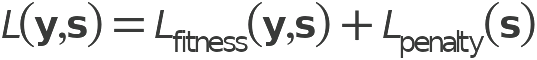 L(y,s) = L_fitness(y,s) + L_penalty(s)